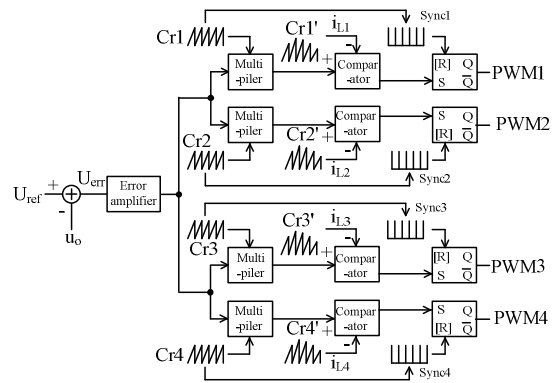 Cr1
Cr1'
iL1
Sync1
Multi
-piler
+
-
Compar
-ator
[R] Q
S Q̅
PWM1
Multi
-piler
Compar
-ator
S Q
[R] Q̅
PWM2
Cr2
Cr2'
+
-
iL2
Sync2
Uref
+
-
uo
Uerr
Error
amplifier
Cr3
Cr3'
iL3
Sync3
Multi
-piler
+
-
Compar
-ator
[R] Q
S Q̅
PWM3
Multi
-piler
Compar
-ator
S Q
[R] Q̅
PWM4
Cr4
Cr4'
+
-
iL4
Sync4